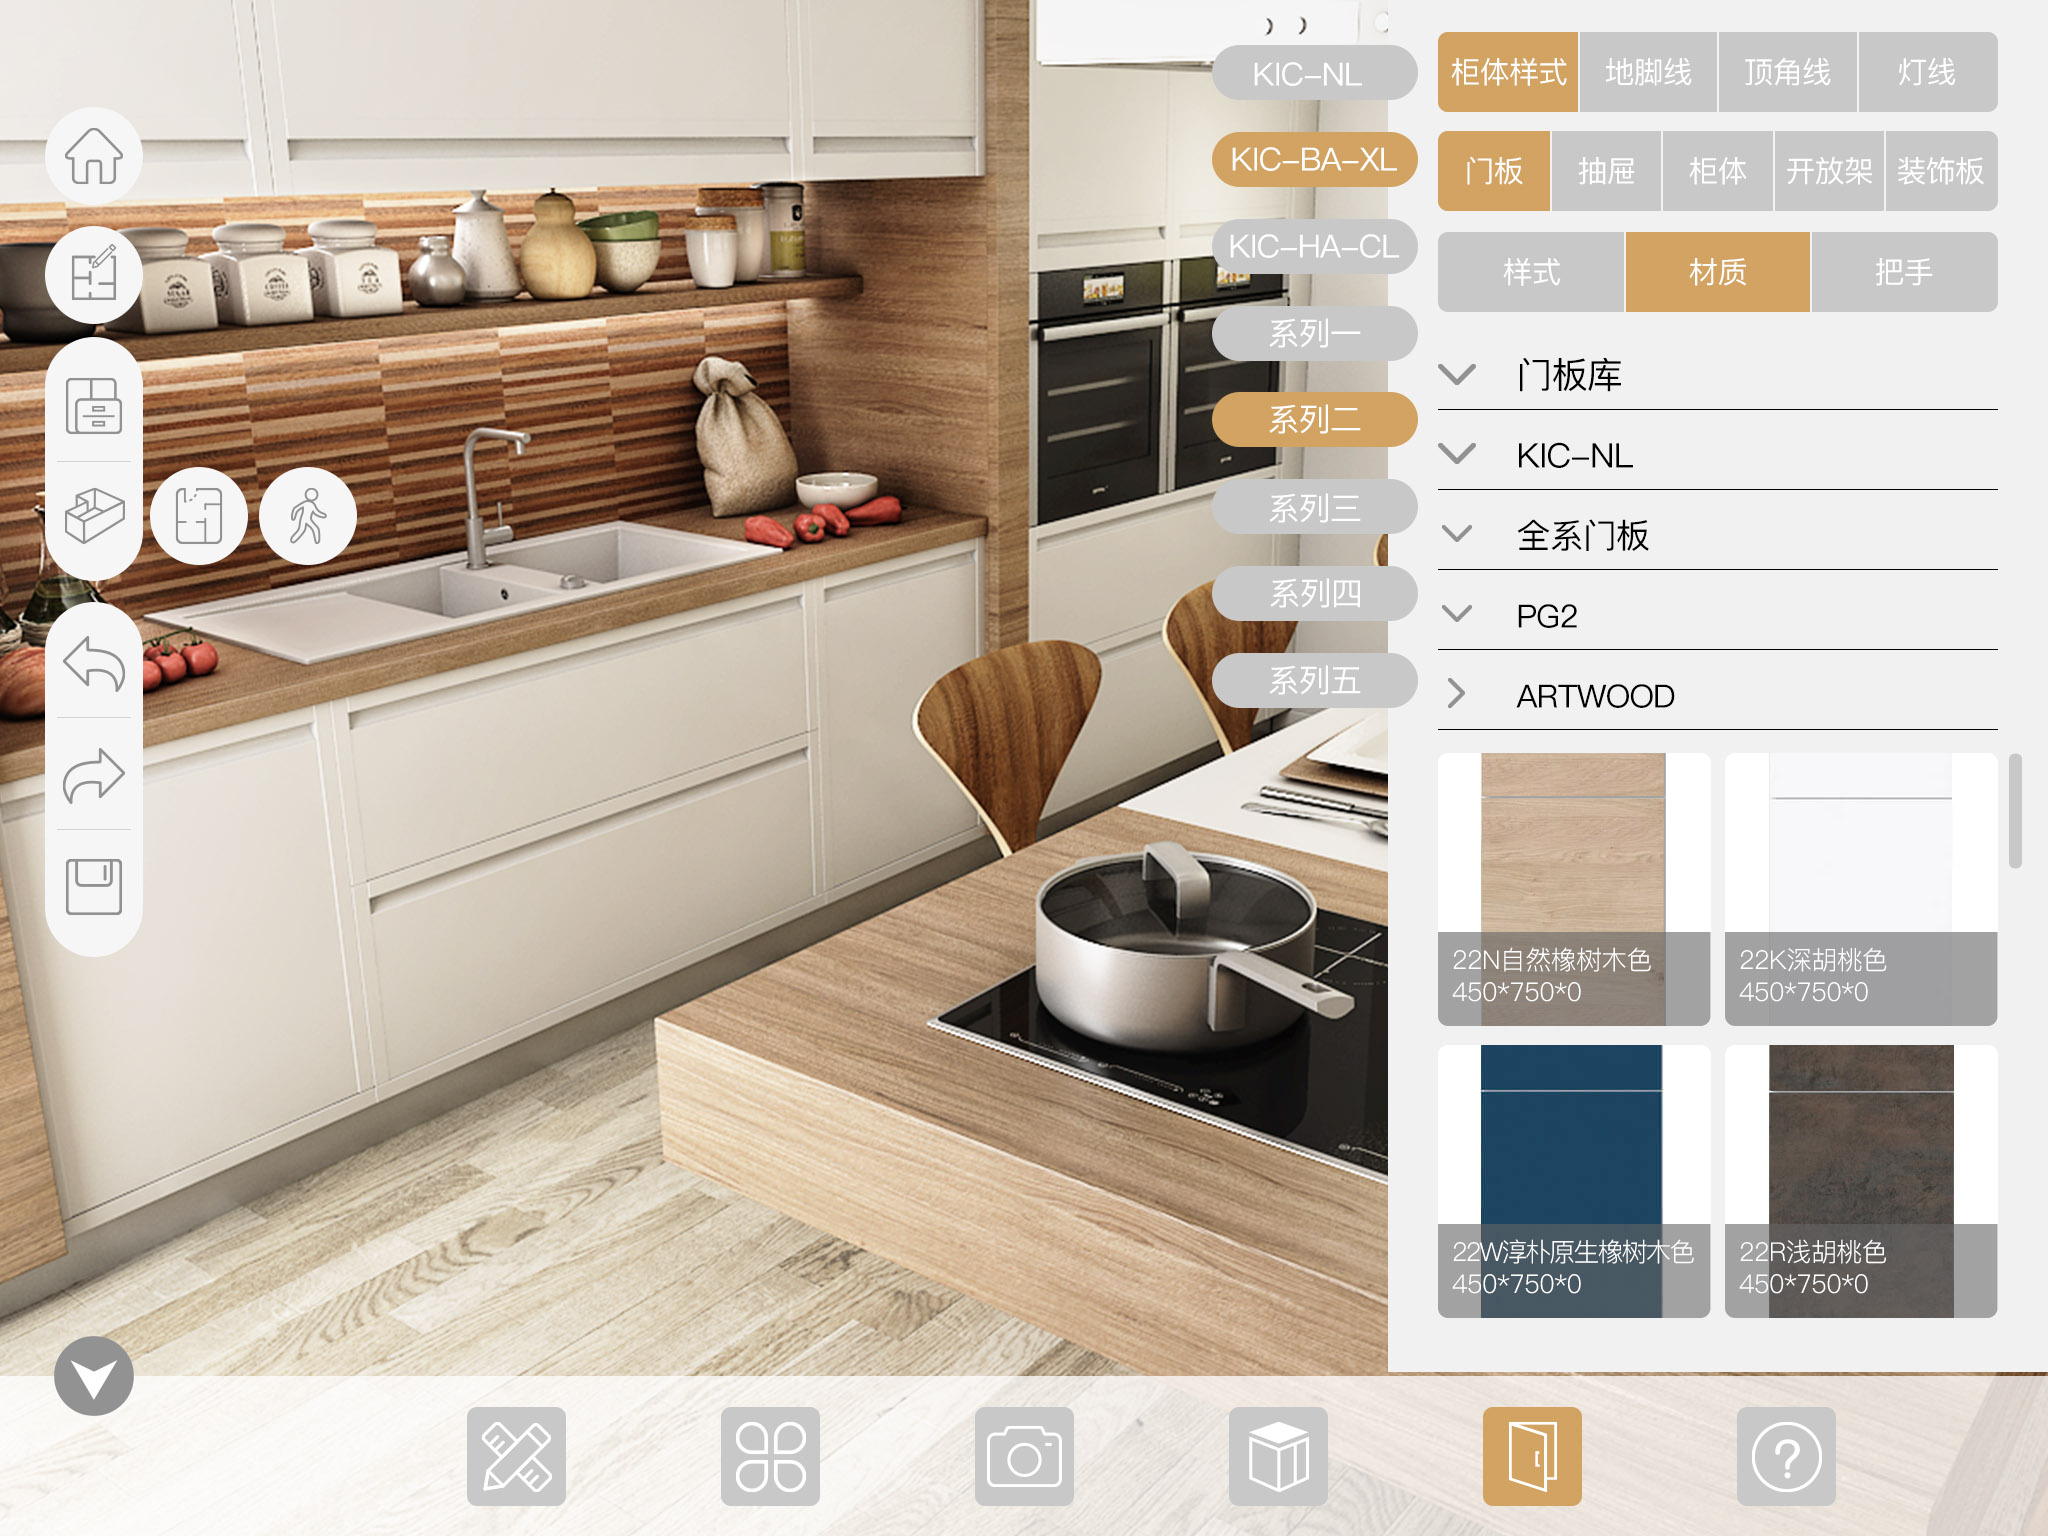 KIC-NL
KIC-BA-XL
KIC-HA-CL
系列一
系列二
系列三
系列四
系列五
柜体样式 地脚线 顶角线 灯线
门板 抽屉 柜体 开放架 装饰板
样式 材质 把手
门板库
KIC-NL
全系门板
PG2
ARTWOOD
22N自然橡树木色
450*750*0
22K深胡桃色
450*750*0
22W淳朴原生橡树木色
450*750*0
22R浅胡桃色
450*750*0